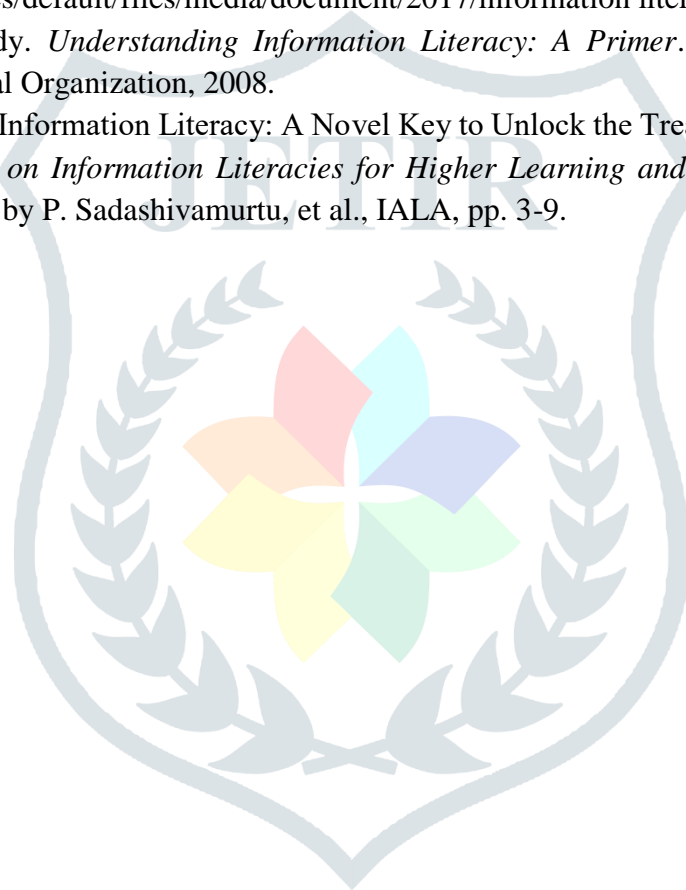 es/default/files/media/document/2017/information liter
dy. Understanding Information Literacy: A Primer.
al Organization, 2008.
Information Literacy: A Novel Key to Unlock the Trea
on Information Literacies for Higher Learning and
by P. Sadashivamurtu, et al., IALA, pp. 3-9.
JETIR